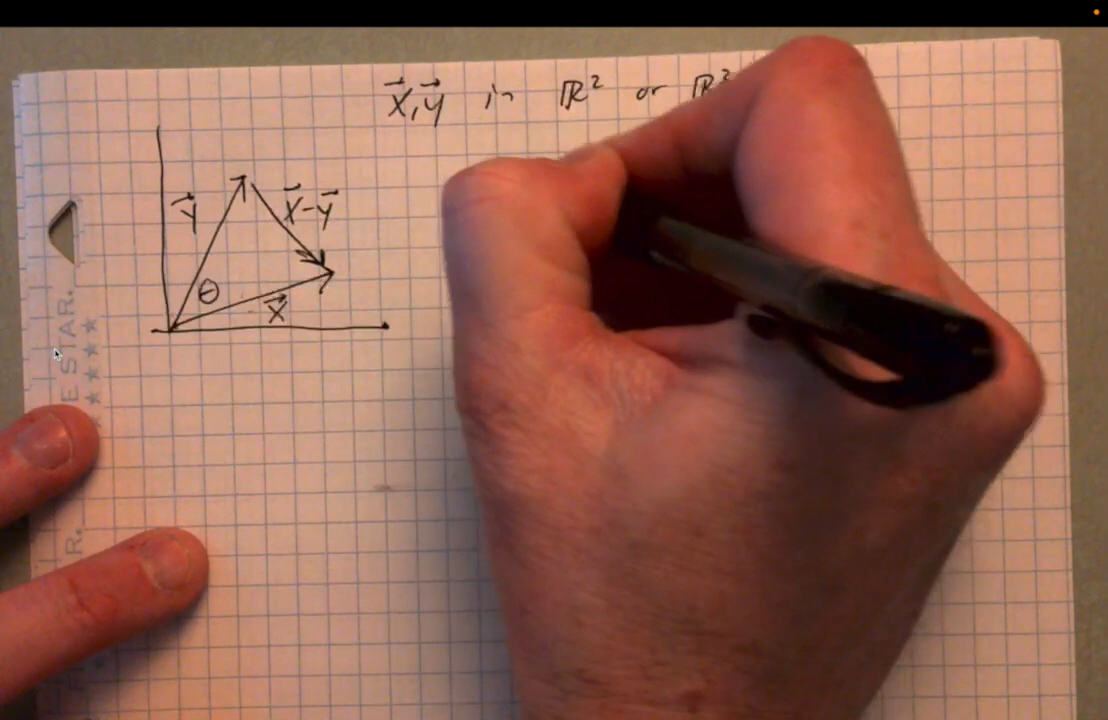 x⃗, y⃗ in ℝ² or ℝ
y⃗
x⃗-y⃗
θ
x⃗
E STAR.
R.